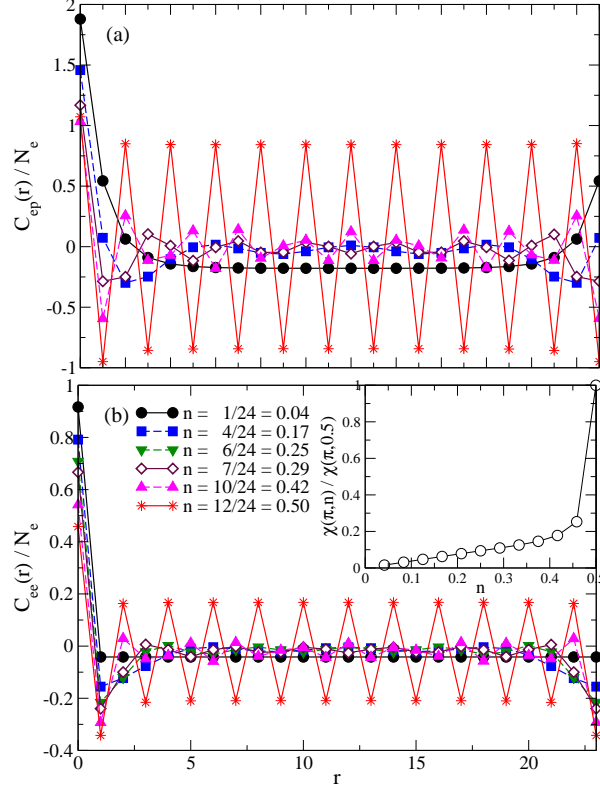 2
(a)
1.5
1
0.5
0
-0.5
-1
C_ep(r) / N_e
1
(b)
n = 1/24 = 0.04
n = 4/24 = 0.17
n = 6/24 = 0.25
n = 7/24 = 0.29
n = 10/24 = 0.42
n = 12/24 = 0.50
0.8
0.6
0.4
0.2
0
-0.2
-0.4
C_ee(r) / N_e
0 5 10 15 20
r
1
0.8
0.6
0.4
0.2
0
χ(π,n) / χ(π,0.5)
0 0.1 0.2 0.3 0.4 0.5
n